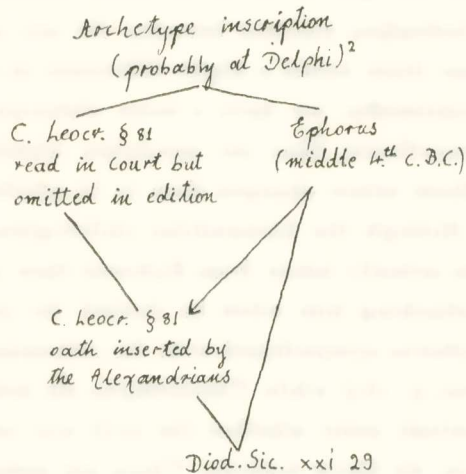 Archetype inscription
(probably at Delphi)²
C. Leocr. § 81
read in court but
omitted in edition
Ephorus
(middle 4th c. B.C.)
C. Leocr. § 81
oath inserted by
the Alexandrians
Diod. Sic. xxi 29